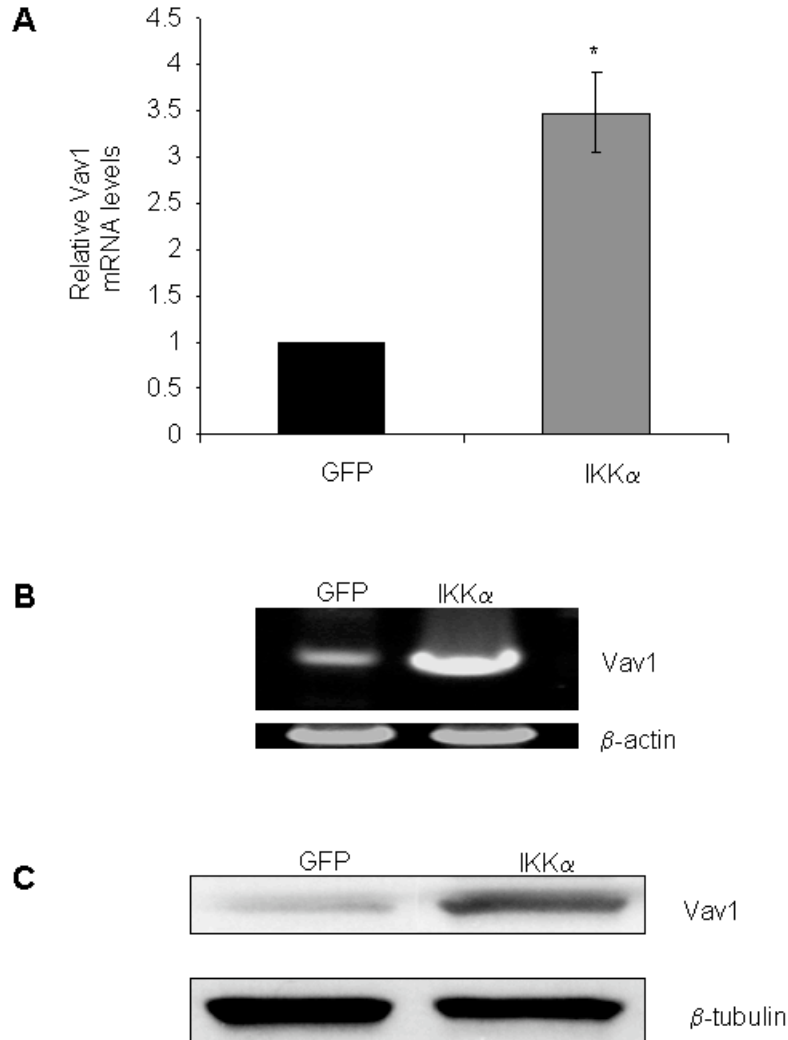 A
4.5
4
3.5
3
2.5
2
1.5
1
0.5
0
Relative Vav1
mRNA levels
*
GFP IKKα
B
GFP IKKα
Vav1
β-actin
C
GFP IKKα
Vav1
β-tubulin